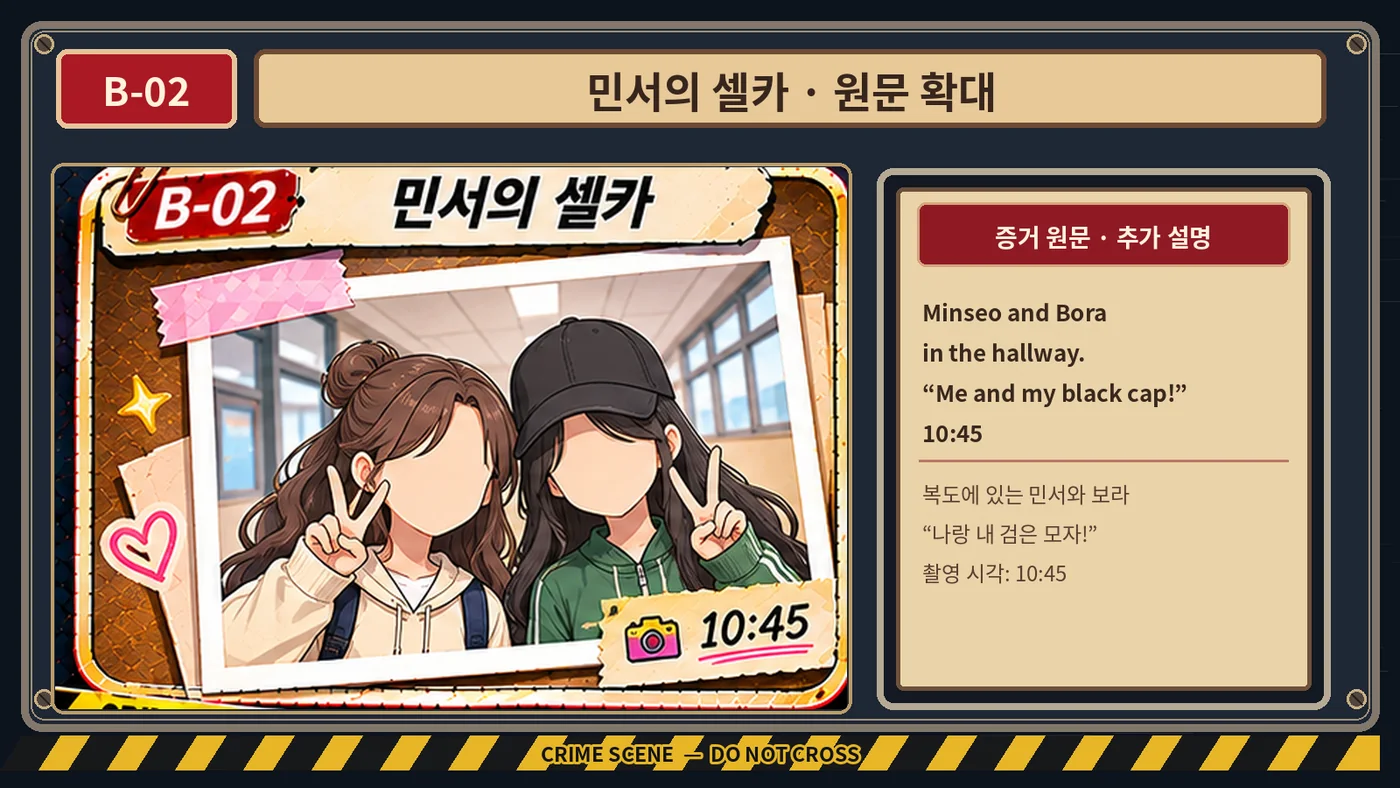 B-02
민서의 셀카 · 원문 확대
B-02
민서의 셀카
10:45
증거 원문 · 추가 설명
Minseo and Bora
in the hallway.
“Me and my black cap!”
10:45
복도에 있는 민서와 보라
“나랑 내 검은 모자!”
촬영 시각: 10:45
CRIME SCENE — DO NOT CROSS